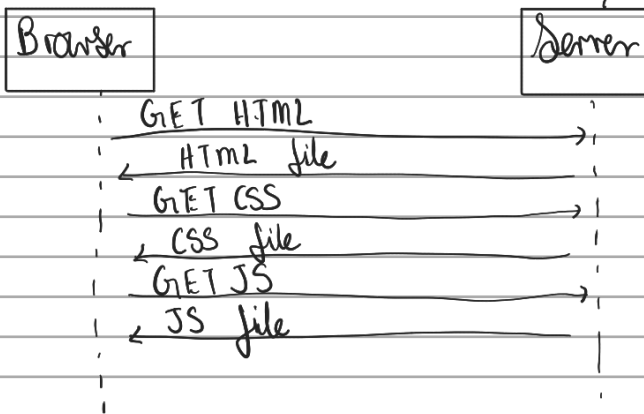 Browser
Server
GET HTML
HTML file
GET CSS
CSS file
GET JS
JS file